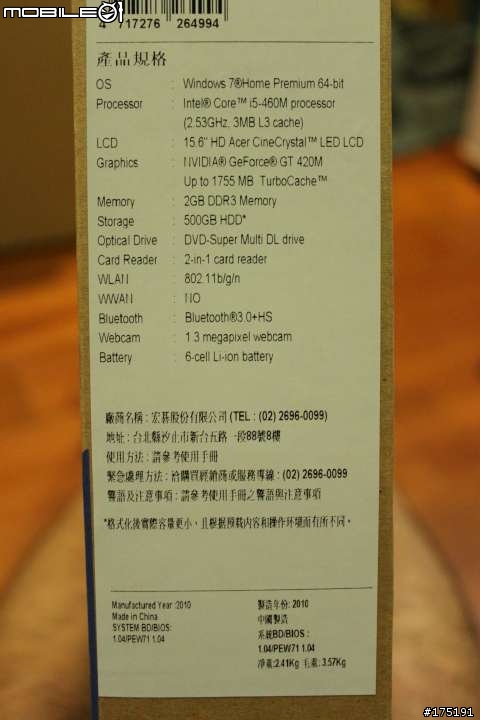 MOBILE01
4 717276 264994
產品規格
OS : Windows 7®Home Premium 64-bit
Processor : Intel® Core™ i5-460M processor
(2.53GHz, 3MB L3 cache)
LCD : 15.6" HD Acer CineCrystal™ LED LCD
Graphics : NVIDIA® GeForce® GT 420M
Up to 1755 MB TurboCache™
Memory : 2GB DDR3 Memory
Storage : 500GB HDD*
Optical Drive : DVD-Super Multi DL drive
Card Reader : 2-in-1 card reader
WLAN : 802.11b/g/n
WWAN : NO
Bluetooth : Bluetooth®3.0+HS
Webcam : 1.3 megapixel webcam
Battery : 6-cell Li-ion battery
廠商名稱：宏碁股份有限公司 (TEL : (02) 2696-0099)
地址：台北縣汐止市新台五路一段88號8樓
使用方法：請參考使用手冊
緊急處理方法：洽購買經銷商或服務專線：(02) 2696-0099
警語及注意事項：請參考使用手冊之警語與注意事項
*格式化後實際容量更小、且根據預載内容和操作环境而有所不同。
Manufactured Year :2010
Made in China
SYSTEM BD/BIOS:
1.04/PEW71 1.04
製造年份: 2010
中國製造
系統BD/BIOS :
1.04/PEW71 1.04
淨重:2.41Kg 毛重: 3.57Kg
#175191